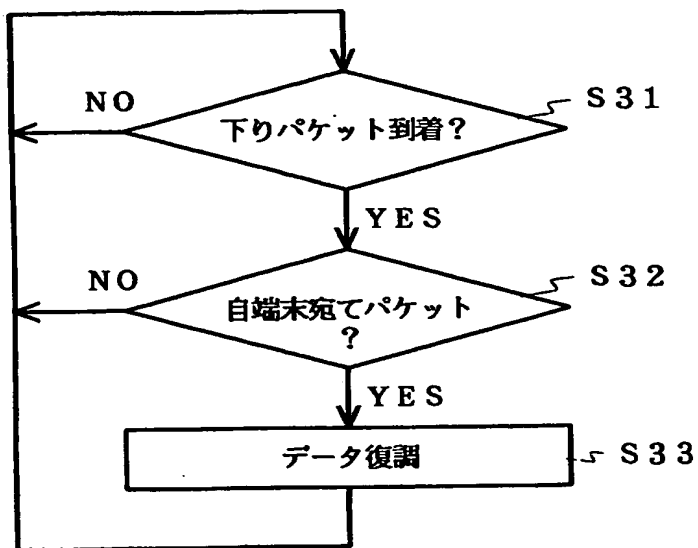 NO
下りパケット到着？
S31
YES
NO
自端末宛てパケット
？
S32
YES
データ復調
S33